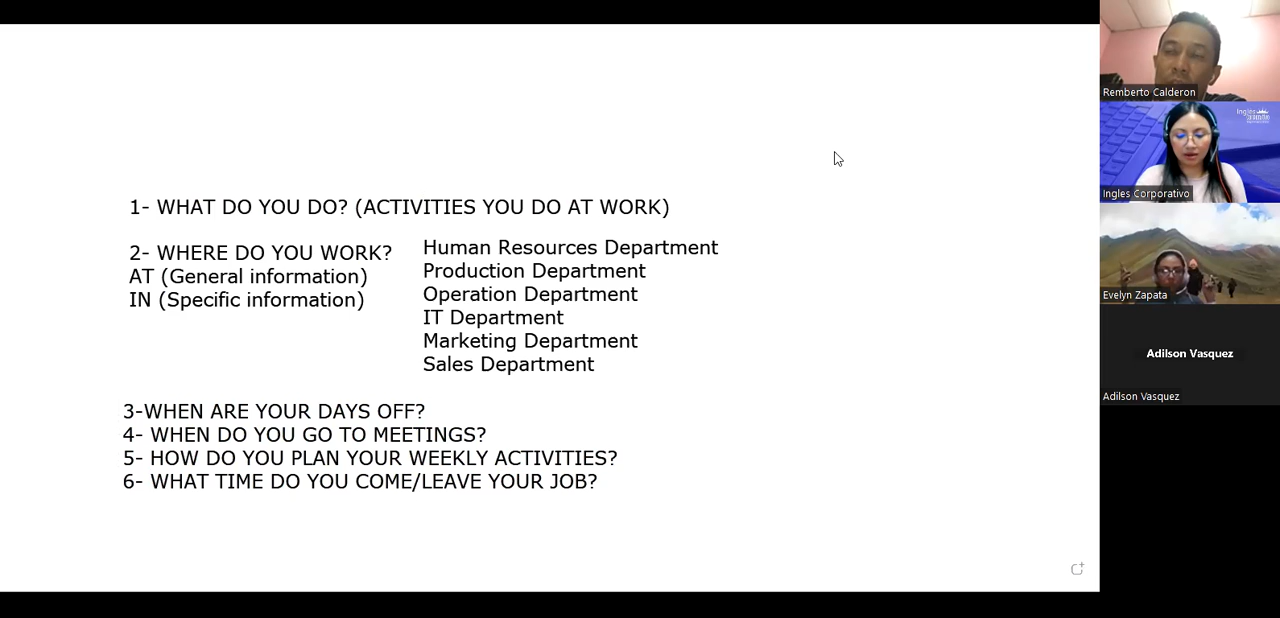 1- WHAT DO YOU DO? (ACTIVITIES YOU DO AT WORK)
2- WHERE DO YOU WORK?
AT (General information)
IN (Specific information)
Human Resources Department
Production Department
Operation Department
IT Department
Marketing Department
Sales Department
3-WHEN ARE YOUR DAYS OFF?
4- WHEN DO YOU GO TO MEETINGS?
5- HOW DO YOU PLAN YOUR WEEKLY ACTIVITIES?
6- WHAT TIME DO YOU COME/LEAVE YOUR JOB?
Remberto Calderon
Inglés
Ingles Corporativo
Evelyn Zapata
Adilson Vasquez
Adilson Vasquez